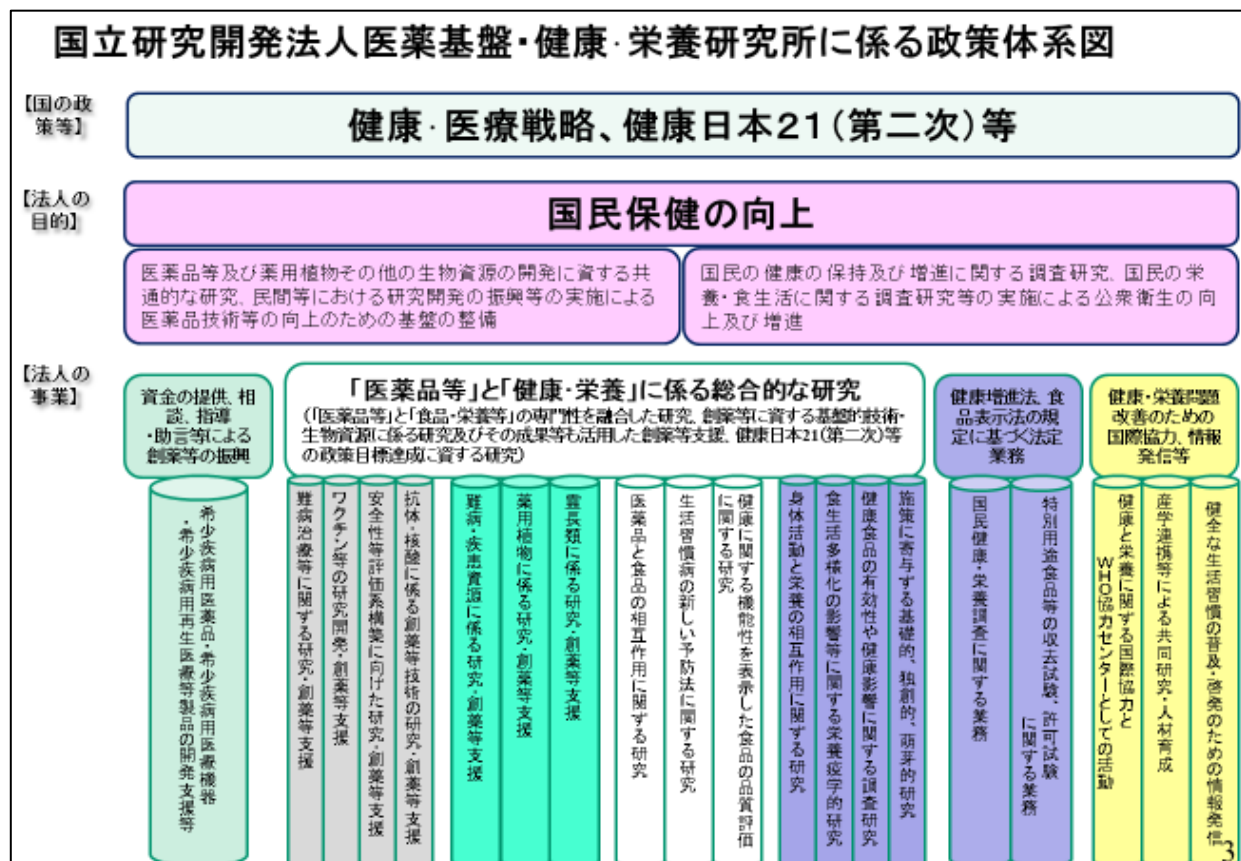 国立研究開発法人医薬基盤・健康・栄養研究所に係る政策体系図
【国の政
策等】
健康・医療戦略、健康日本21(第二次)等
【法人の
目的】
国民保健の向上
医薬品等及び薬用植物その他の生物資源の開発に資する共
通的な研究、民間等における研究開発の振興等の実施による
医薬品技術等の向上のための基盤の整備
国民の健康の保持及び増進に関する調査研究、国民の栄
養・食生活に関する調査研究等の実施による公衆衛生の向
上及び増進
【法人の
事業】
資金の提供、相
談、指導
・助言等による
創薬等の振興
希少疾病用医薬品・希少疾病用医療機器
・希少疾病用再生医療等製品の開発支援等
「医薬品等」と「健康・栄養」に係る総合的な研究
(「医薬品等」と「食品・栄養等」の専門性を融合した研究、創薬等に資する基盤的技術・
生物資源に係る研究及びその成果等も活用した創薬等支援、健康日本21(第二次)等
の政策目標達成に資する研究)
難病治療等に関する研究・創薬等支援
ワクチン等の研究開発・創薬等支援
安全性等評価系構築に向けた研究・創薬等支援
抗体・核酸に係る創薬等技術の研究・創薬等支援
難病・疾患資源に係る研究・創薬等支援
薬用植物に係る研究・創薬等支援
霊長類に係る研究・創薬等支援
医薬品と食品の相互作用に関する研究
生活習慣病の新しい予防法に関する研究
健康に関する機能性を表示した食品の品質評価
に関する研究
身体活動と栄養の相互作用に関する研究
食生活多様化の影響等に関する栄養疫学的研究
健康食品の有効性や健康影響に関する調査研究
施策に寄与する基礎的、独創的、萌芽的研究
健康増進法、食
品表示法の規
定に基づく法定
業務
国民健康・栄養調査に関する業務
特別用途食品等の収去試験、許可試験
に関する業務
健康・栄養問題
改善のための
国際協力、情報
発信等
健康と栄養に関する国際協力と
WHO協力センターとしての活動
産学連携等による共同研究・人材育成
健全な生活習慣の普及・啓発のための情報発信
3